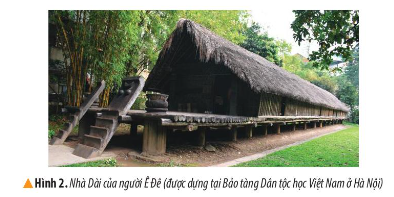 Hình 2. Nhà Dài của người Ê Đê (được dựng tại Bảo tàng Dân tộc học Việt Nam ở Hà Nội)